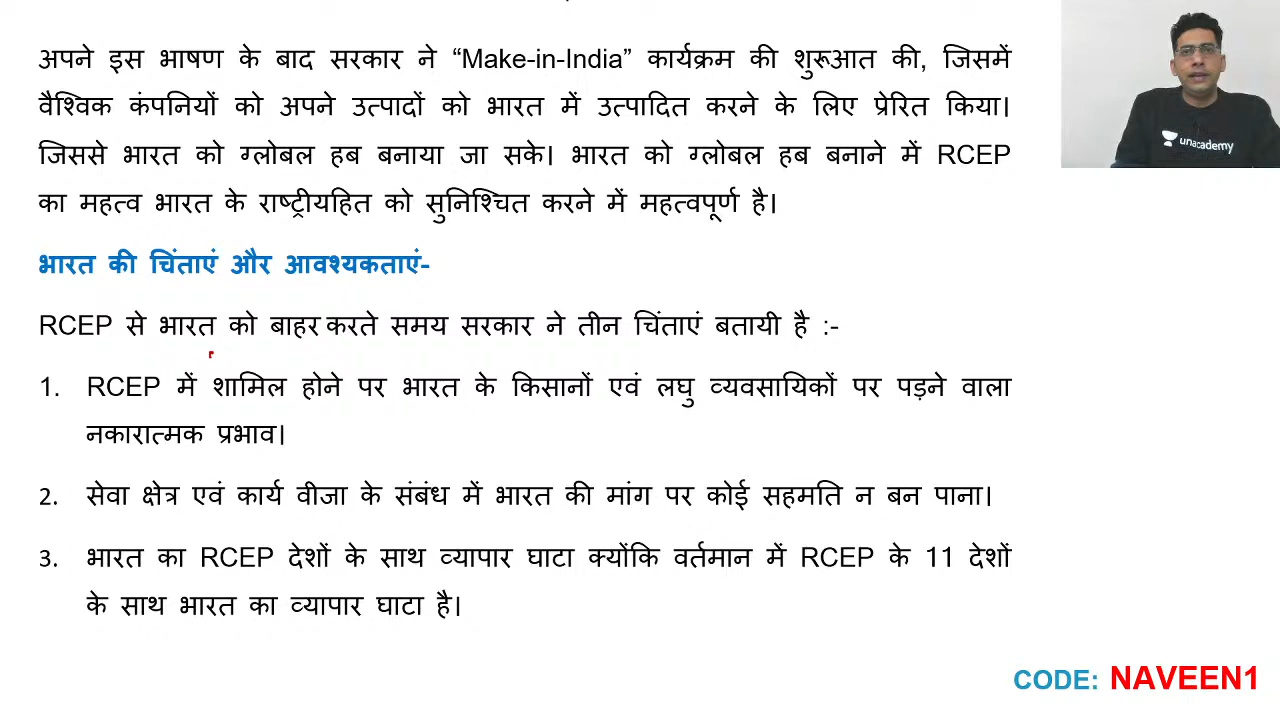 अपने इस भाषण के बाद सरकार ने “Make-in-India” कार्यक्रम की शुरूआत की, जिसमें
वैश्विक कंपनियों को अपने उत्पादों को भारत में उत्पादित करने के लिए प्रेरित किया।
जिससे भारत को ग्लोबल हब बनाया जा सके। भारत को ग्लोबल हब बनाने में RCEP
का महत्व भारत के राष्ट्रीयहित को सुनिश्चित करने में महत्वपूर्ण है।
unacademy
भारत की चिंताएं और आवश्यकताएं-
RCEP से भारत को बाहर करते समय सरकार ने तीन चिंताएं बतायी है :-
1. RCEP में शामिल होने पर भारत के किसानों एवं लघु व्यवसायिकों पर पड़ने वाला
नकारात्मक प्रभाव।
2. सेवा क्षेत्र एवं कार्य वीजा के संबंध में भारत की मांग पर कोई सहमति न बन पाना।
3. भारत का RCEP देशों के साथ व्यापार घाटा क्योंकि वर्तमान में RCEP के 11 देशों
के साथ भारत का व्यापार घाटा है।
CODE: NAVEEN1